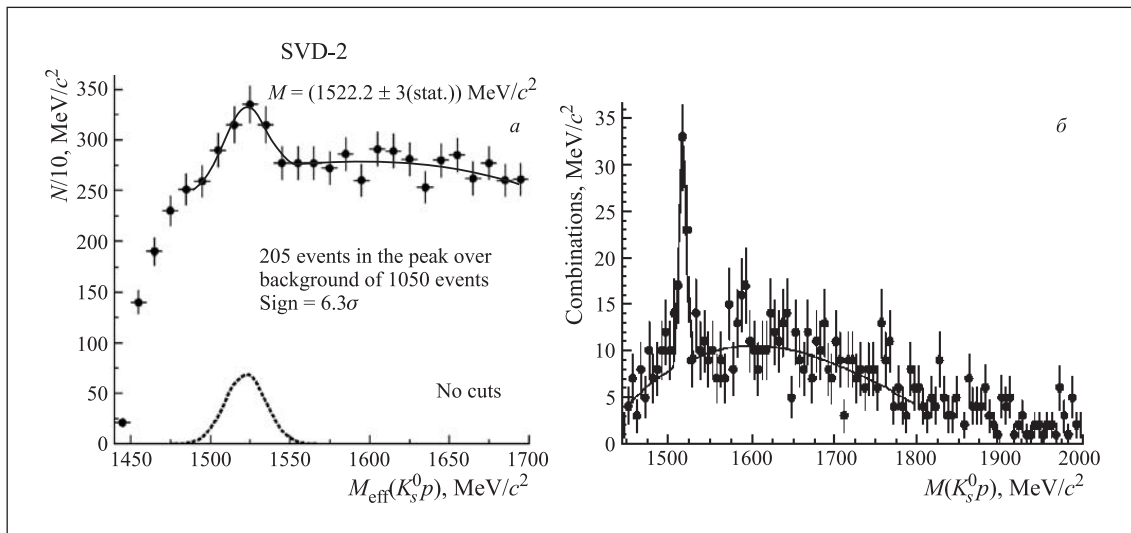 SVD-2
M = (1522.2 ± 3(stat.)) MeV/c²
а
N/10, MeV/c²
350
300
250
200
150
100
50
0
205 events in the peak over
background of 1050 events
Sign = 6.3σ
No cuts
1450 1500 1550 1600 1650 1700
M_eff(K_s^0 p), MeV/c²
б
Combinations, MeV/c²
35
30
25
20
15
10
5
0
1500 1600 1700 1800 1900 2000
M(K_s^0 p), MeV/c²